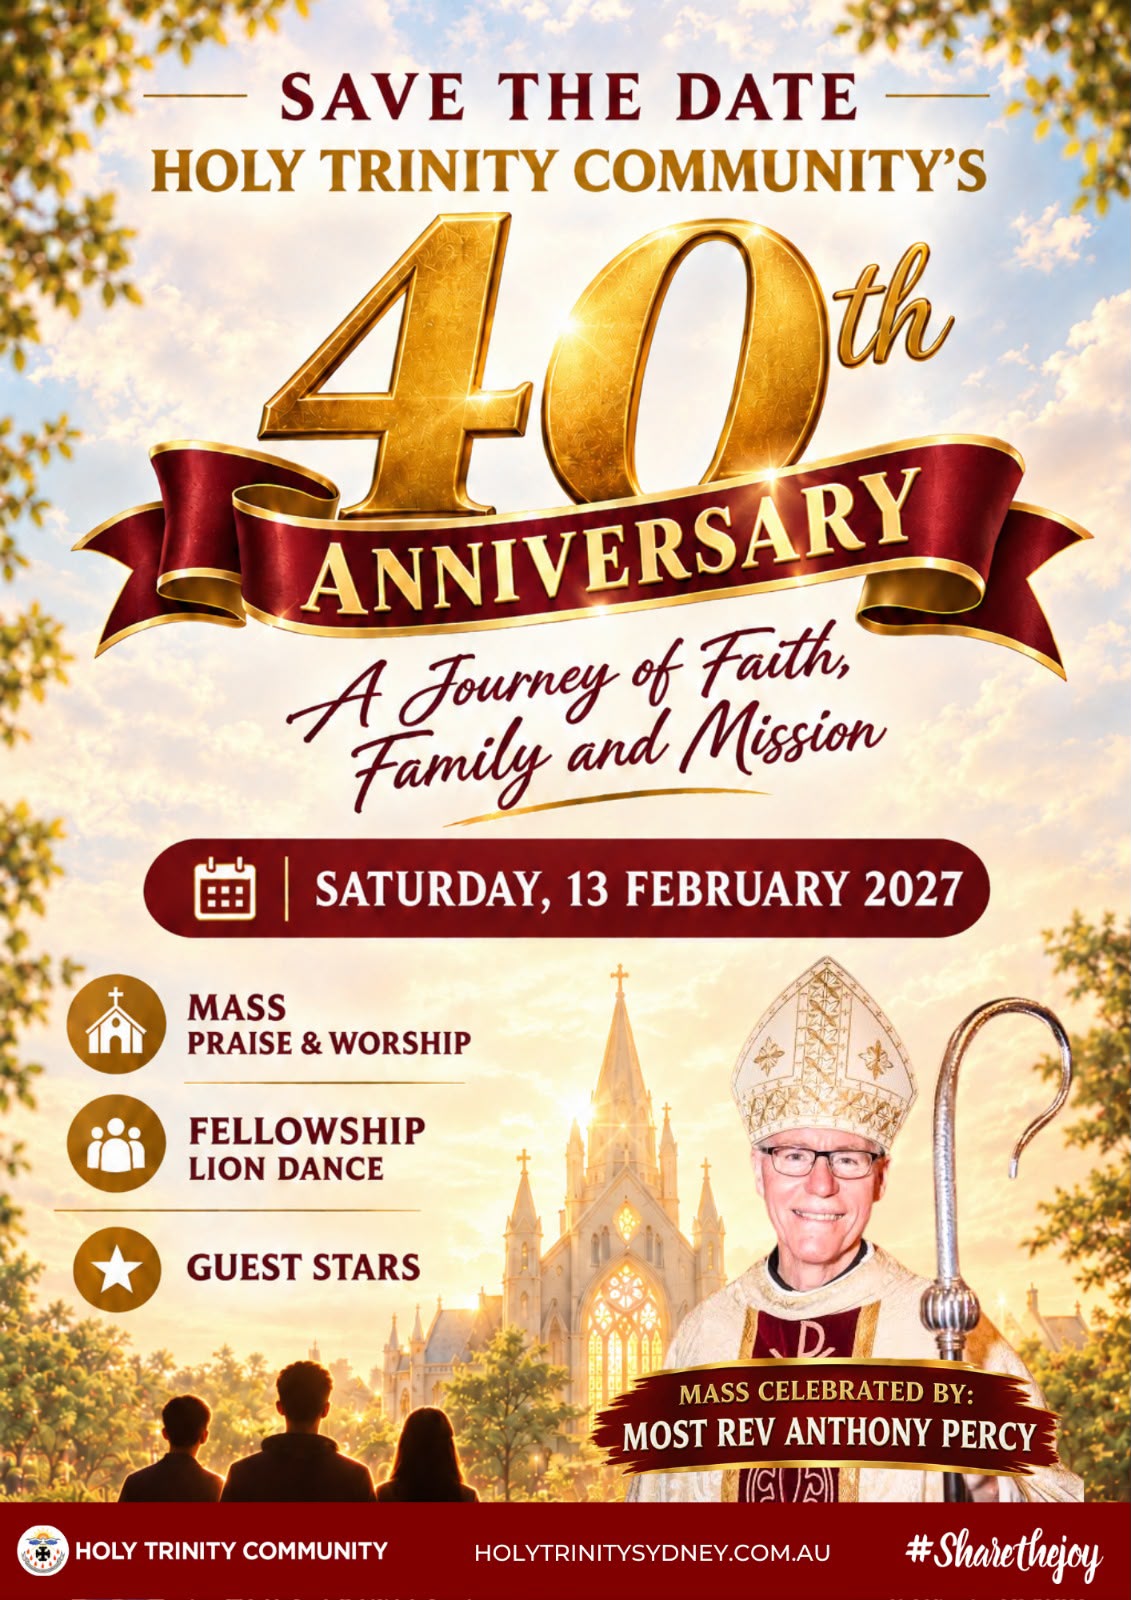 SAVE THE DATE
HOLY TRINITY COMMUNITY'S
40th
ANNIVERSARY
A Journey of Faith,
Family and Mission
SATURDAY, 13 FEBRUARY 2027
MASS
PRAISE & WORSHIP
FELLOWSHIP
LION DANCE
GUEST STARS
MASS CELEBRATED BY:
MOST REV ANTHONY PERCY
HOLY TRINITY COMMUNITY
HOLYTRINITYSYDNEY.COM.AU
#Sharethejoy